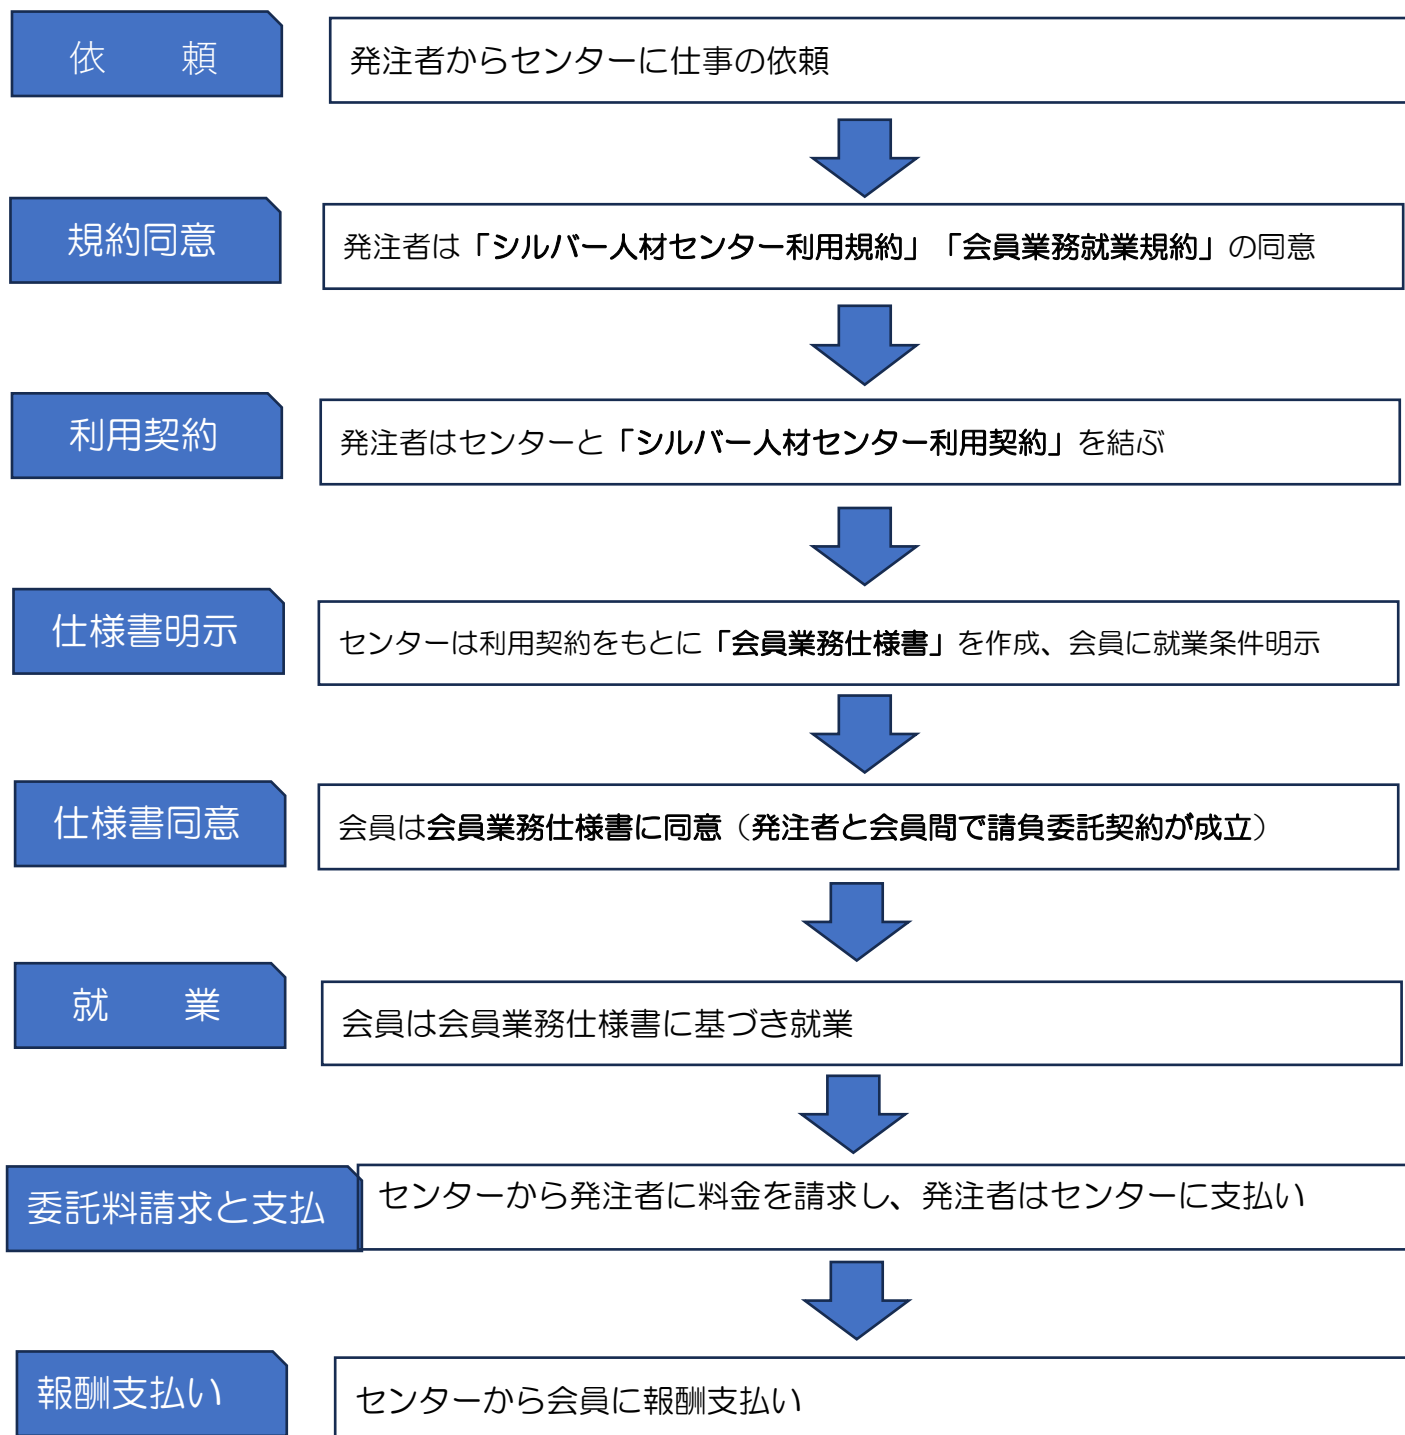 依　頼
発注者からセンターに仕事の依頼
規約同意
発注者は「シルバー人材センター利用規約」「会員業務就業規約」の同意
利用契約
発注者はセンターと「シルバー人材センター利用契約」を結ぶ
仕様書明示
センターは利用契約をもとに「会員業務仕様書」を作成、会員に就業条件明示
仕様書同意
会員は会員業務仕様書に同意（発注者と会員間で請負委託契約が成立）
就　業
会員は会員業務仕様書に基づき就業
委託料請求と支払
センターから発注者に料金を請求し、発注者はセンターに支払い
報酬支払い
センターから会員に報酬支払い